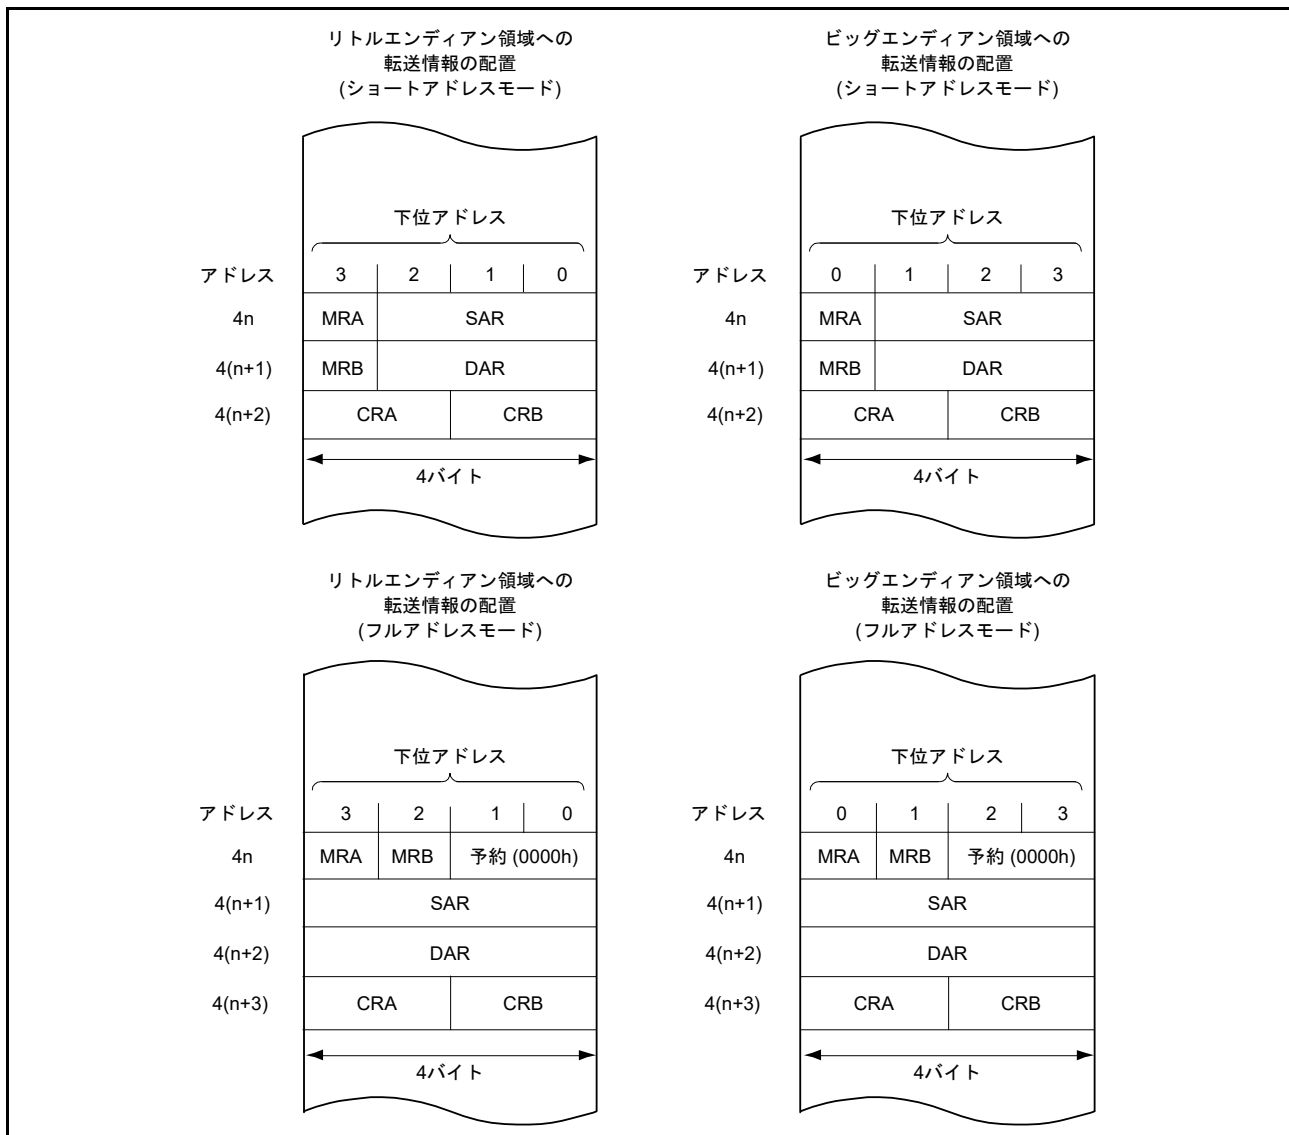 リトルエンディアン領域への
転送情報の配置
(ショートアドレスモード)
下位アドレス
アドレス 3 2 1 0
4n MRA SAR
4(n+1) MRB DAR
4(n+2) CRA CRB
4バイト
ビッグエンディアン領域への
転送情報の配置
(ショートアドレスモード)
下位アドレス
アドレス 0 1 2 3
4n MRA SAR
4(n+1) MRB DAR
4(n+2) CRA CRB
4バイト
リトルエンディアン領域への
転送情報の配置
(フルアドレスモード)
下位アドレス
アドレス 3 2 1 0
4n MRA MRB 予約 (0000h)
4(n+1) SAR
4(n+2) DAR
4(n+3) CRA CRB
4バイト
ビッグエンディアン領域への
転送情報の配置
(フルアドレスモード)
下位アドレス
アドレス 0 1 2 3
4n MRA MRB 予約 (0000h)
4(n+1) SAR
4(n+2) DAR
4(n+3) CRA CRB
4バイト